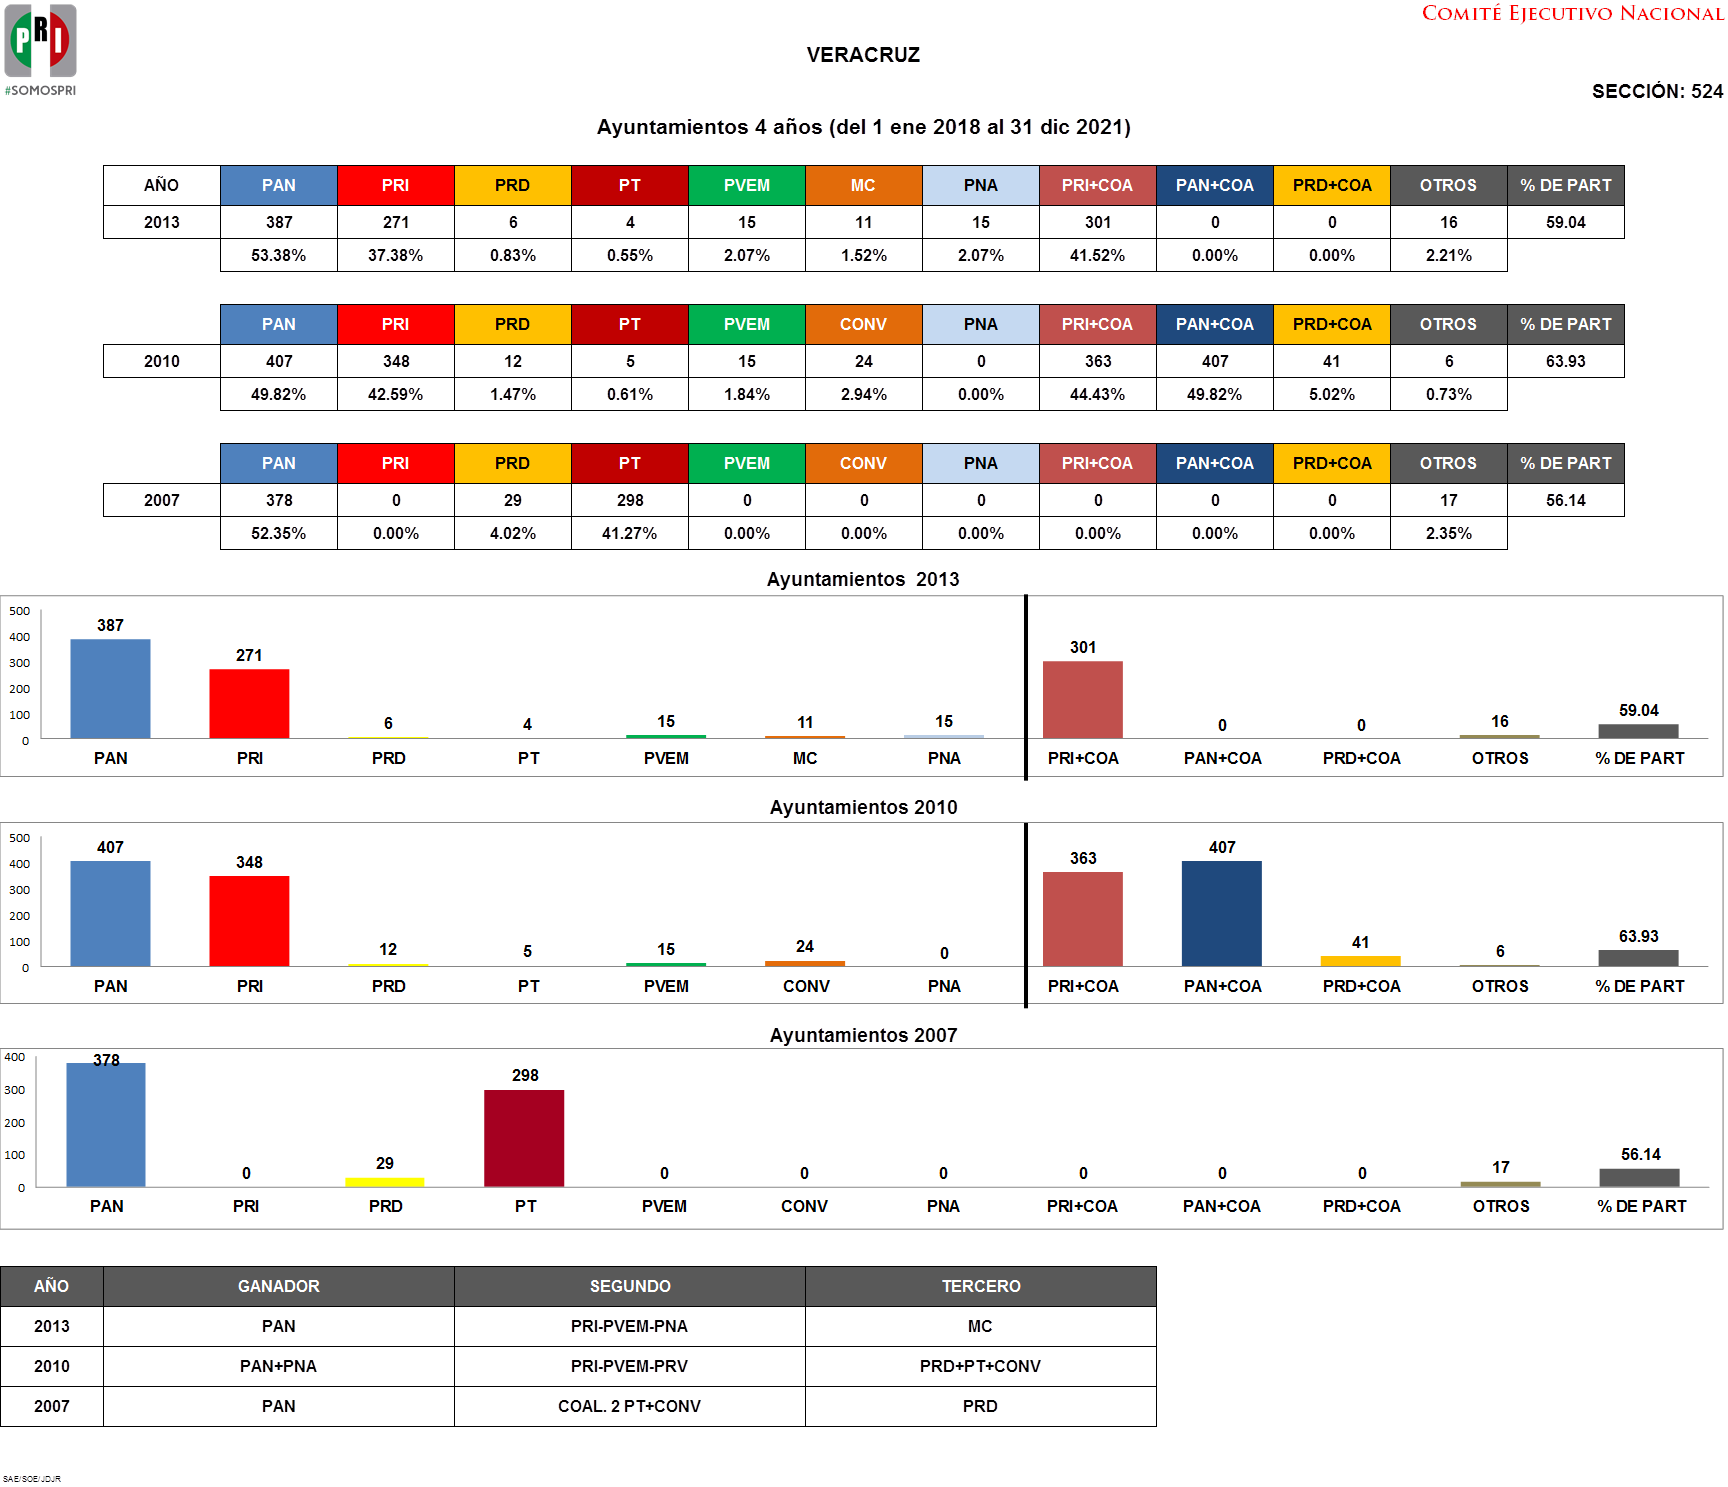 PRI
#SOMOSPRI
COMITÉ EJECUTIVO NACIONAL
VERACRUZ
SECCIÓN: 524
Ayuntamientos 4 años (del 1 ene 2018 al 31 dic 2021)
AÑO PAN PRI PRD PT PVEM MC PNA PRI+COA PAN+COA PRD+COA OTROS % DE PART
2013 387 271 6 4 15 11 15 301 0 0 16 59.04
53.38% 37.38% 0.83% 0.55% 2.07% 1.52% 2.07% 41.52% 0.00% 0.00% 2.21%
PAN PRI PRD PT PVEM CONV PNA PRI+COA PAN+COA PRD+COA OTROS % DE PART
2010 407 348 12 5 15 24 0 363 407 41 6 63.93
49.82% 42.59% 1.47% 0.61% 1.84% 2.94% 0.00% 44.43% 49.82% 5.02% 0.73%
PAN PRI PRD PT PVEM CONV PNA PRI+COA PAN+COA PRD+COA OTROS % DE PART
2007 378 0 29 298 0 0 0 0 0 0 17 56.14
52.35% 0.00% 4.02% 41.27% 0.00% 0.00% 0.00% 0.00% 0.00% 0.00% 2.35%
Ayuntamientos 2013
500
400
300
200
100
0
387 271 6 4 15 11 15 301 0 0 16 59.04
PAN PRI PRD PT PVEM MC PNA PRI+COA PAN+COA PRD+COA OTROS % DE PART
Ayuntamientos 2010
500
400
300
200
100
0
407 348 12 5 15 24 0 363 407 41 6 63.93
PAN PRI PRD PT PVEM CONV PNA PRI+COA PAN+COA PRD+COA OTROS % DE PART
Ayuntamientos 2007
400
300
200
100
0
378 0 29 298 0 0 0 0 0 0 17 56.14
PAN PRI PRD PT PVEM CONV PNA PRI+COA PAN+COA PRD+COA OTROS % DE PART
AÑO GANADOR SEGUNDO TERCERO
2013 PAN PRI-PVEM-PNA MC
2010 PAN+PNA PRI-PVEM-PRV PRD+PT+CONV
2007 PAN COAL. 2 PT+CONV PRD
SAE/SOE/JDJR